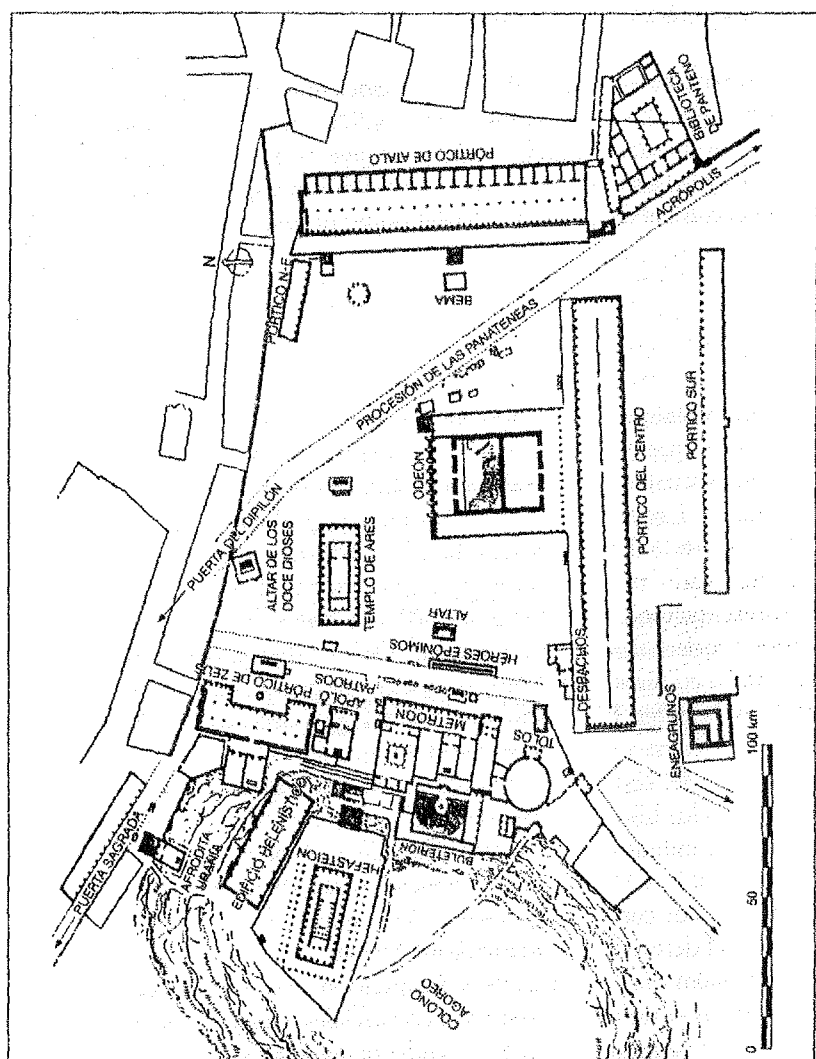 PUERTA SAGRADA
AFRODITA
URANIA
EDIFICIO HELENISTICO
HEFASTEION
COLONO
AGOREO
PÓRTICO DE ZEUS
APOLO
PATROOS
METROON
BULETERION
TOLOS
HÉROES EPÓNIMOS
ALTAR
PUERTA DEL DIPILÓN
ALTAR DE LOS
DOCE DIOSES
TEMPLO DE ARES
ODEÓN
DESPACHOS
PÓRTICO DEL CENTRO
PÓRTICO SUR
ENEAGRUNOS
PROCESIÓN DE LAS PANATENEAS
ACRÓPOLIS
N
PÓRTICO N-E
BEMA
PÓRTICO DE ATALO
BIBLIOTECA
DE PANTENO
0
50
100 km